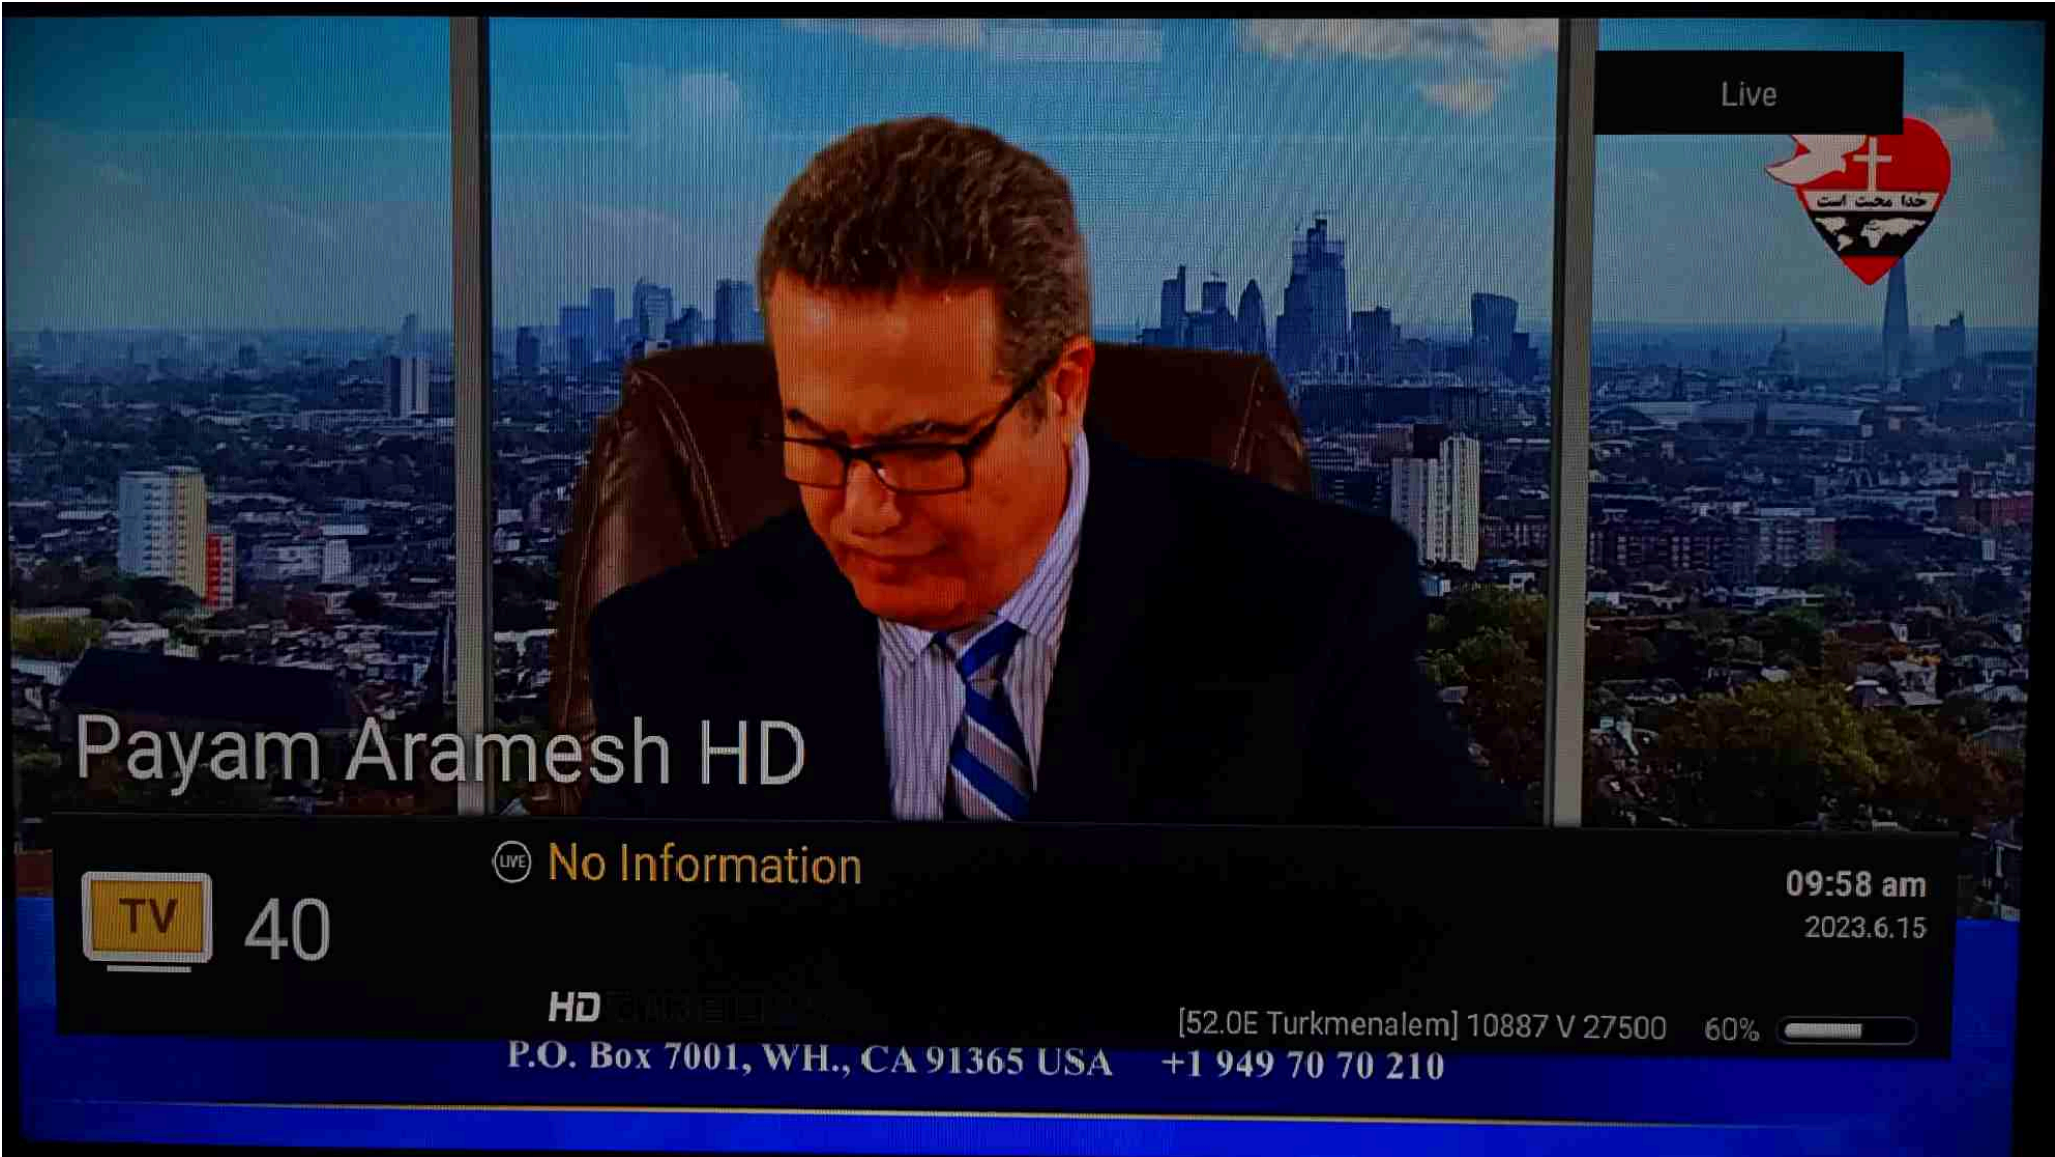 Live
خدا محبت است
Payam Aramesh HD
LIVE No Information
TV 40
09:58 am
2023.6.15
HD
[52.0E Turkmenalem] 10887 V 27500 60%
P.O. Box 7001, WH., CA 91365 USA +1 949 70 70 210